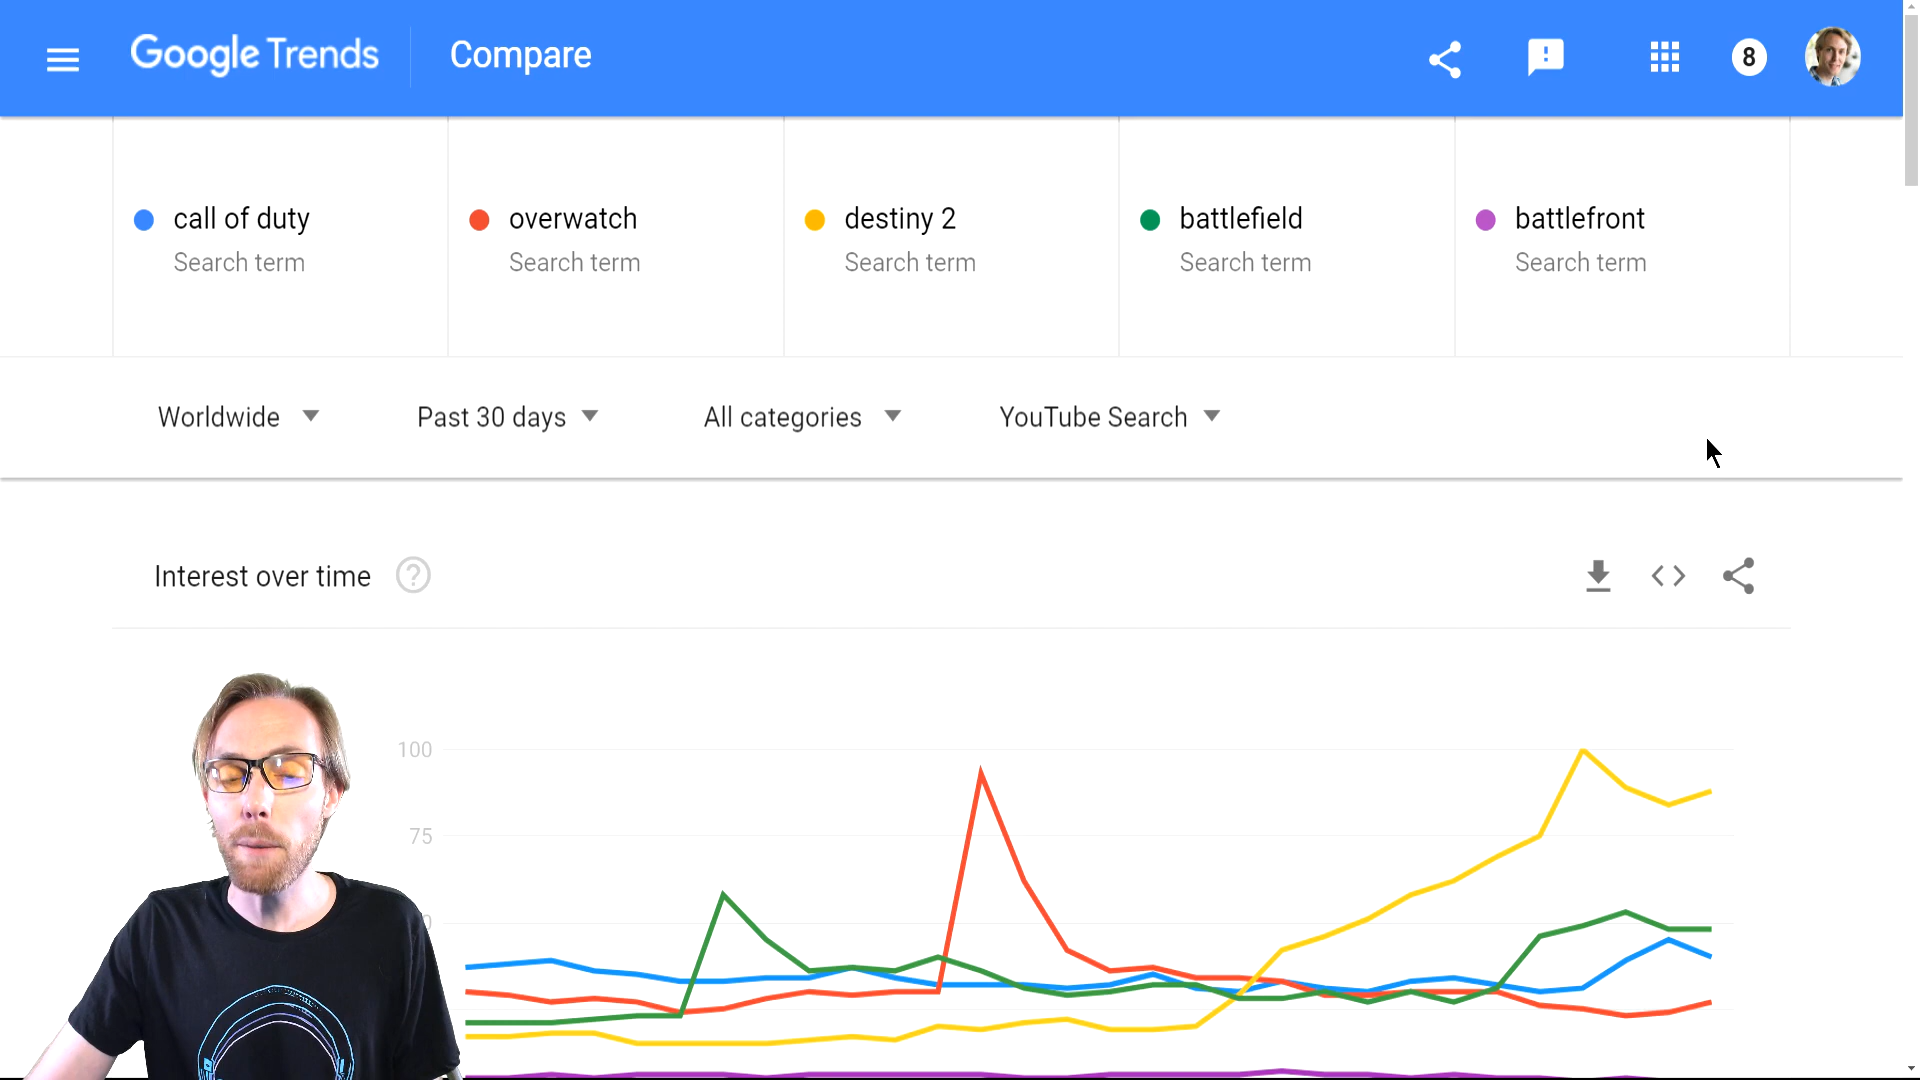 Google Trends
Compare
8
call of duty
Search term
overwatch
Search term
destiny 2
Search term
battlefield
Search term
battlefront
Search term
Worldwide
Past 30 days
All categories
YouTube Search
Interest over time
?
100
75